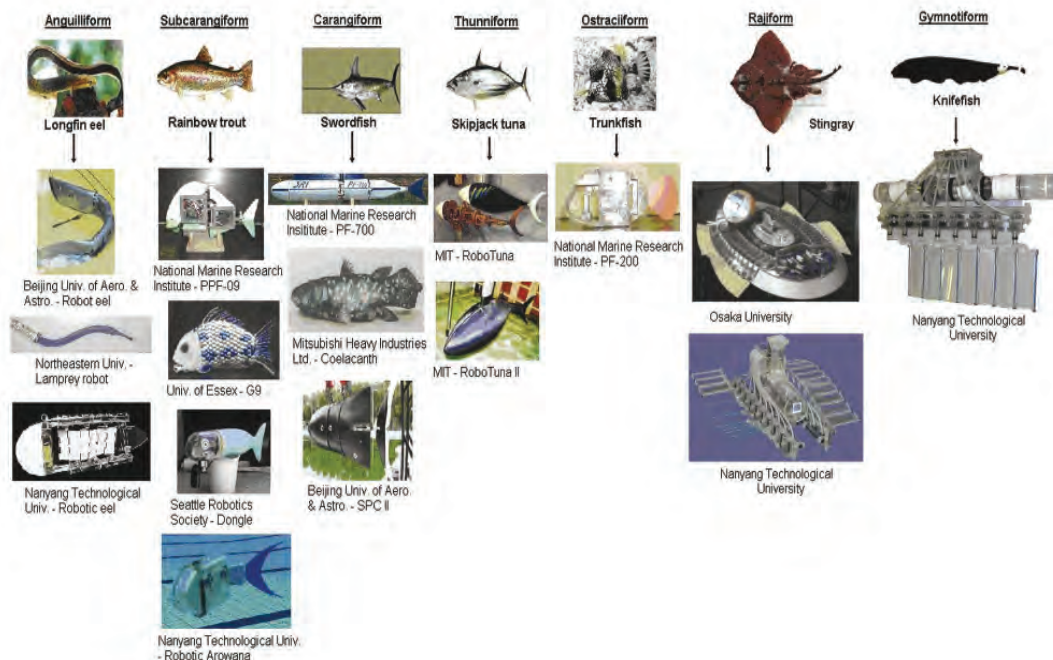 Anguilliform
Longfin eel
Beijing Univ. of Aero. &
Astro. - Robot eel
Northeastern Univ. -
Lamprey robot
Nanyang Technological
Univ. - Robotic eel
Subcarangiform
Rainbow trout
National Marine Research
Institute - PPF-09
Univ. of Essex - G9
Seattle Robotics
Society - Dongle
Nanyang Technological Univ.
- Robotic Arowana
Carangiform
Swordfish
National Marine Research
Insititute - PF-700
Mitsubishi Heavy Industries
Ltd. - Coelacanth
Beijing Univ. of Aero.
& Astro. - SPC II
Thunniform
Skipjack tuna
MIT - RoboTuna
MIT - RoboTuna II
Ostraciiform
Trunkfish
National Marine Research
Institute - PF-200
Rajiform
Stingray
Osaka University
Nanyang Technological
University
Gymnotiform
Knifefish
Nanyang Technological
University